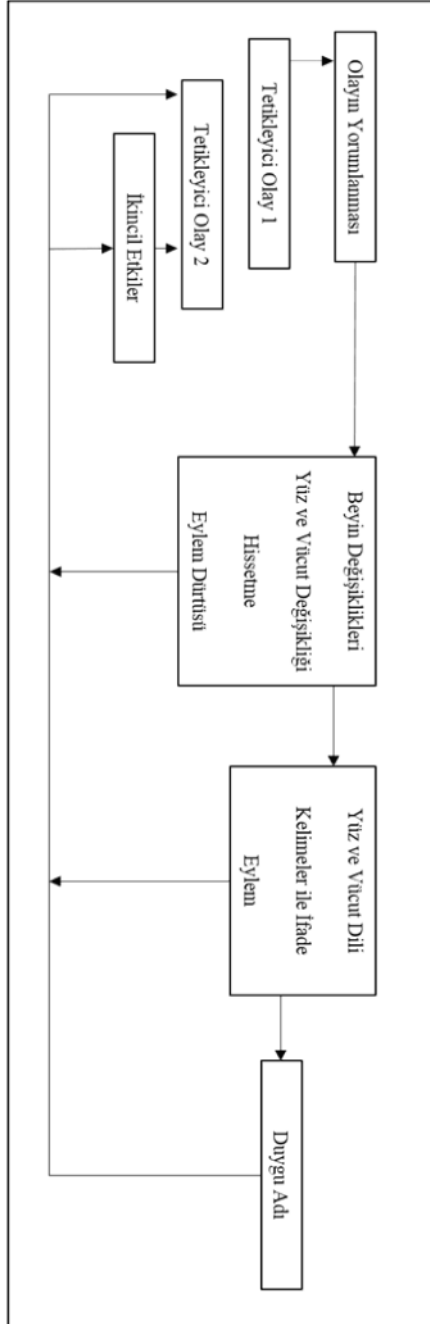 Olayın Yorumlanması
Tetikleyici Olay 1
Tetikleyici Olay 2
İkincil Etkiler
Beyin Değişiklikleri
Yüz ve Vücut Değişikliği
Hissetme
Eylem Dürtüsü
Yüz ve Vücut Dili
Kelimeler ile İfade
Eylem
Duygu Adı